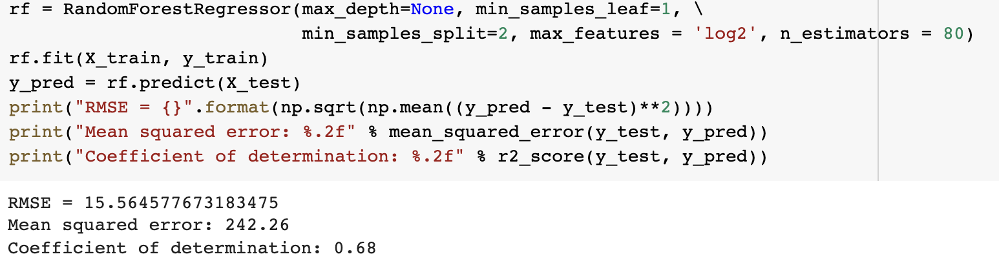 rf = RandomForestRegressor(max_depth=None, min_samples_leaf=1, \
min_samples_split=2, max_features = 'log2', n_estimators = 80)
rf.fit(X_train, y_train)
y_pred = rf.predict(X_test)
print("RMSE = {}".format(np.sqrt(np.mean((y_pred - y_test)**2))))
print("Mean squared error: %.2f" % mean_squared_error(y_test, y_pred))
print("Coefficient of determination: %.2f" % r2_score(y_test, y_pred))
RMSE = 15.564577673183475
Mean squared error: 242.26
Coefficient of determination: 0.68